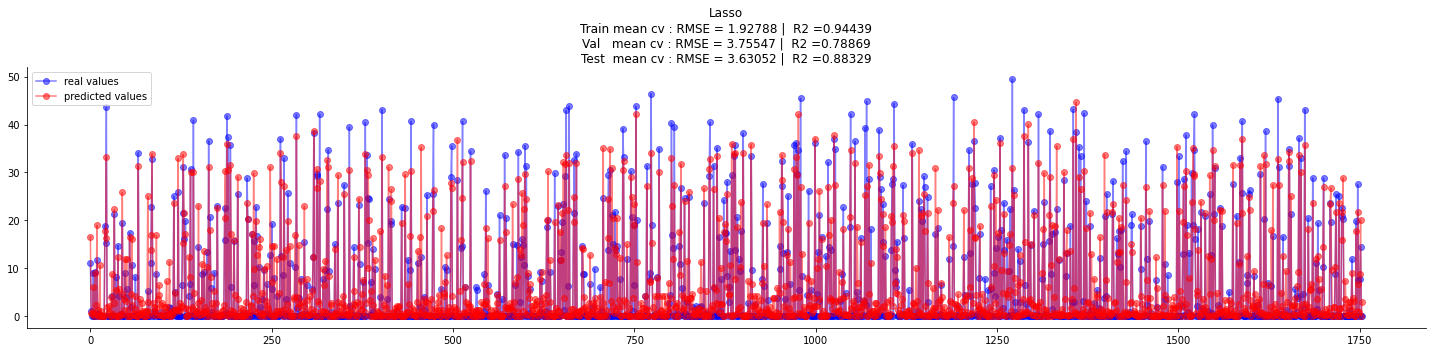 Lasso
Train mean cv : RMSE = 1.92788 | R2 =0.94439
Val   mean cv : RMSE = 3.75547 | R2 =0.78869
Test  mean cv : RMSE = 3.63052 | R2 =0.88329
real values
predicted values
50
40
30
20
10
0
0 250 500 750 1000 1250 1500 1750